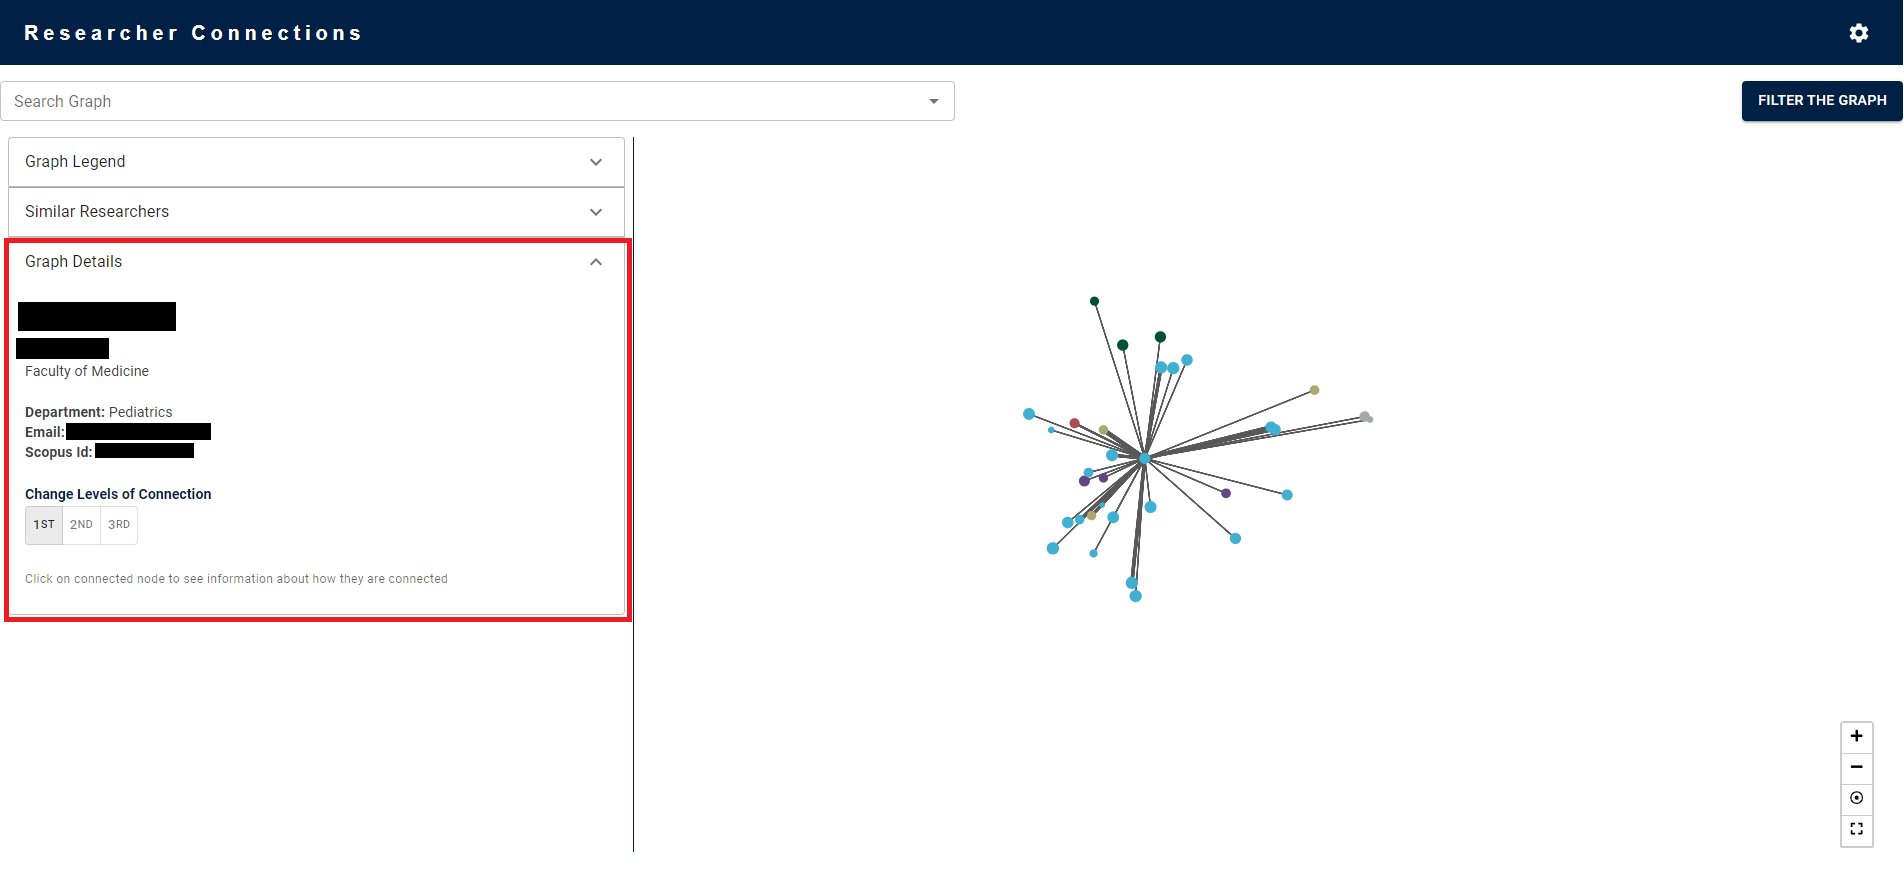 Researcher Connections
Search Graph
FILTER THE GRAPH
Graph Legend
Similar Researchers
Graph Details
Faculty of Medicine
Department: Pediatrics
Email:
Scopus Id:
Change Levels of Connection
1ST 2ND 3RD
Click on connected node to see information about how they are connected